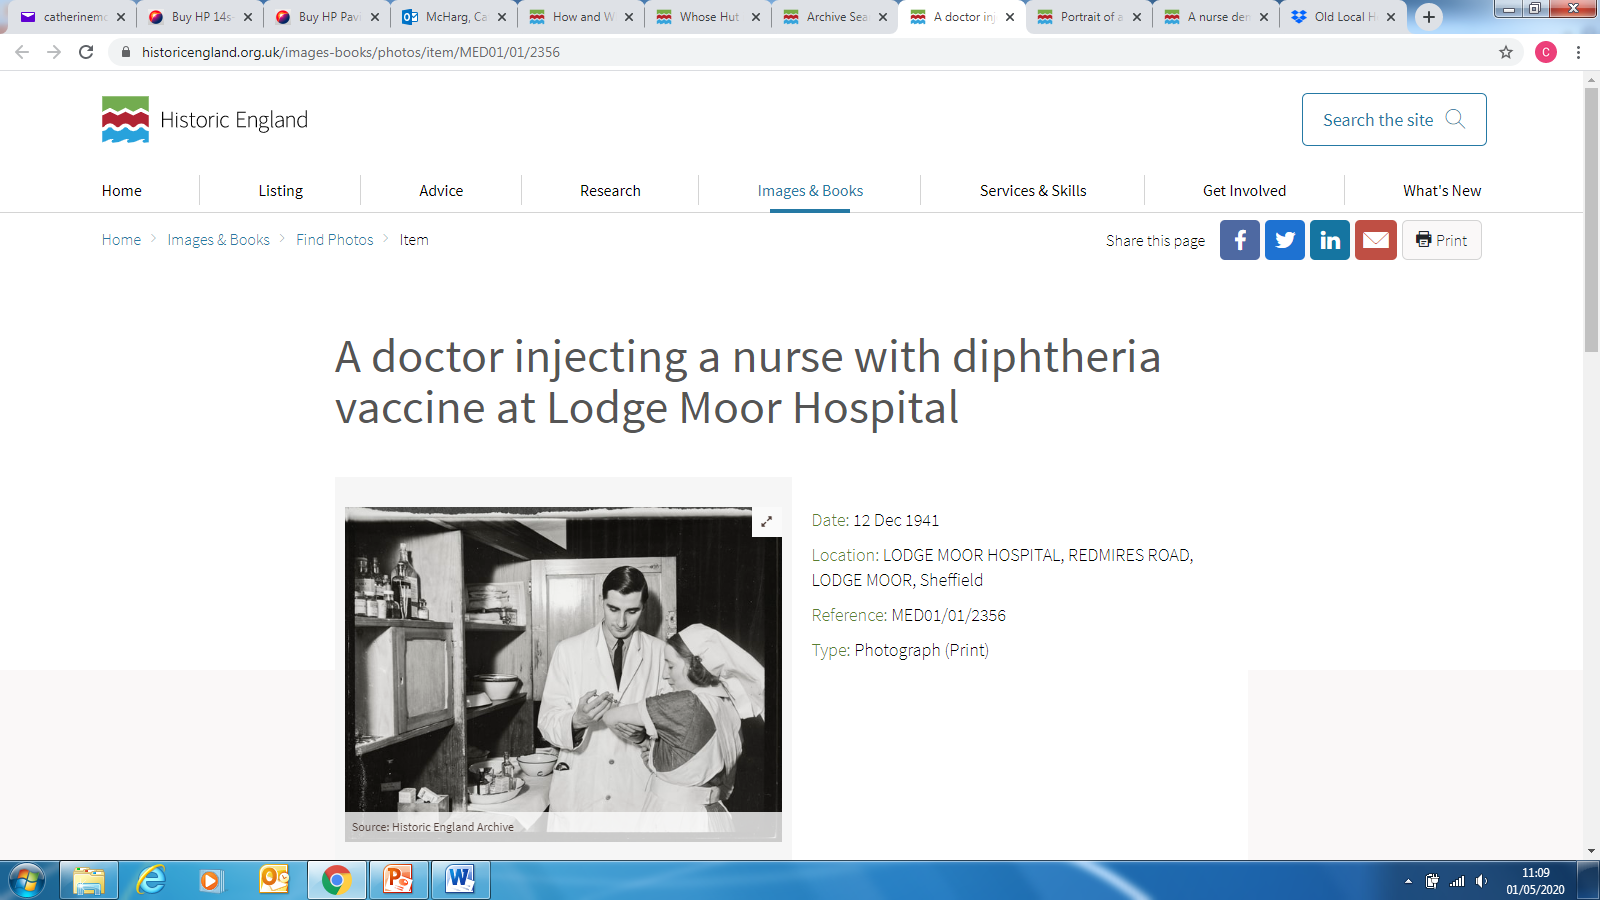 catherinemc
Buy HP 14s-
Buy HP Pavi
McHarg, Ca
How and W
Whose Hut
Archive Sea
A doctor inj
Portrait of a
A nurse den
Old Local H
historicengland.org.uk/images-books/photos/item/MED01/01/2356
C
Historic England
Search the site
Home
Listing
Advice
Research
Images & Books
Services & Skills
Get Involved
What's New
Home > Images & Books > Find Photos > Item
Share this page
Print
A doctor injecting a nurse with diphtheria
vaccine at Lodge Moor Hospital
Date: 12 Dec 1941
Location: LODGE MOOR HOSPITAL, REDMIRES ROAD,
LODGE MOOR, Sheffield
Reference: MED01/01/2356
Type: Photograph (Print)
Source: Historic England Archive
11:09
01/05/2020